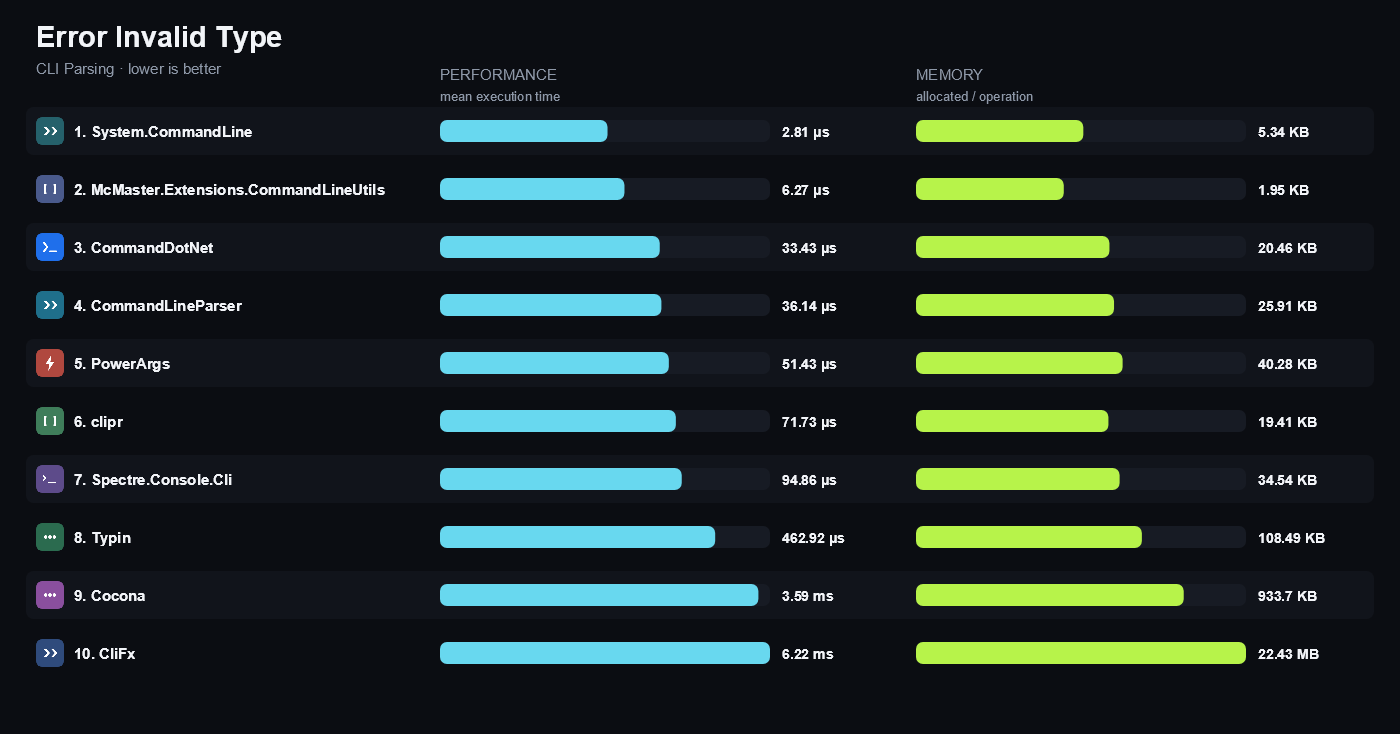 Error Invalid Type
CLI Parsing · lower is better
PERFORMANCE
mean execution time
MEMORY
allocated / operation
1. System.CommandLine 2.81 µs 5.34 KB
2. McMaster.Extensions.CommandLineUtils 6.27 µs 1.95 KB
3. CommandDotNet 33.43 µs 20.46 KB
4. CommandLineParser 36.14 µs 25.91 KB
5. PowerArgs 51.43 µs 40.28 KB
6. clipr 71.73 µs 19.41 KB
7. Spectre.Console.Cli 94.86 µs 34.54 KB
8. Typin 462.92 µs 108.49 KB
9. Cocona 3.59 ms 933.7 KB
10. CliFx 6.22 ms 22.43 MB